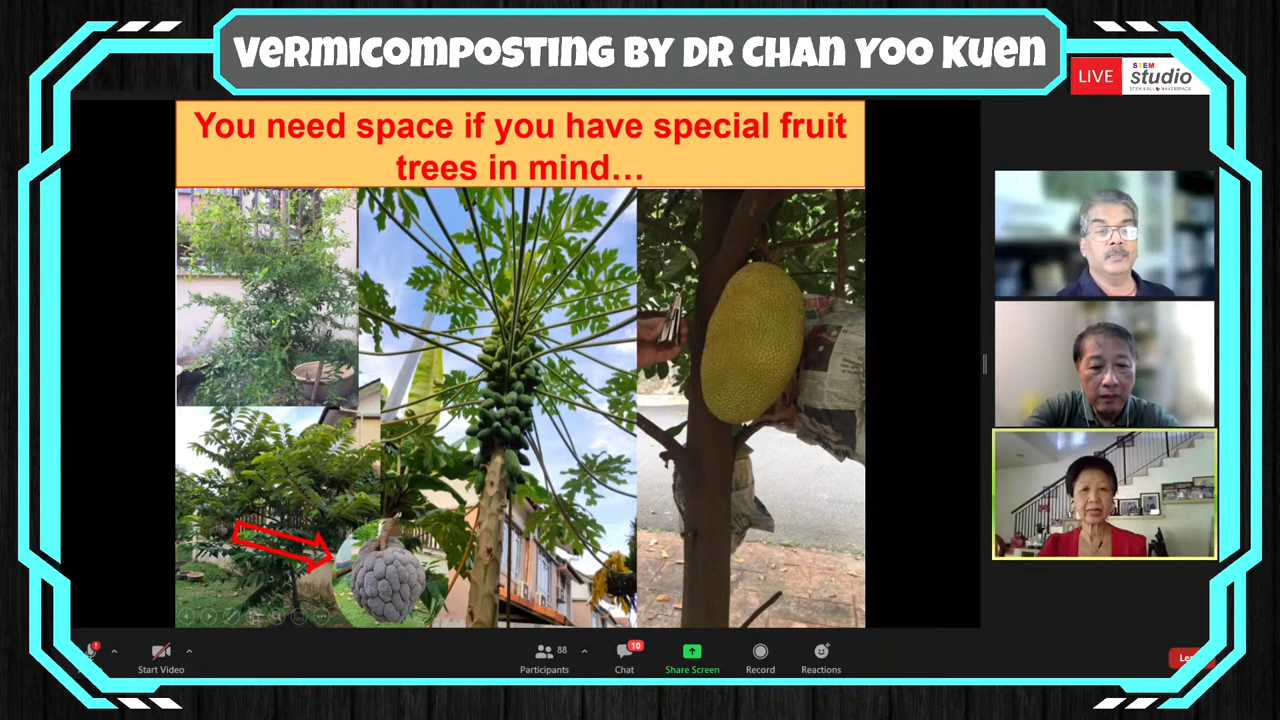 VERMICOMPOSTING BY DR CHAN YOO KUEN
LIVE
STEM
studio
You need space if you have special fruit
trees in mind...
Start Video
88
Participants
10
Chat
Share Screen
Record
Reactions